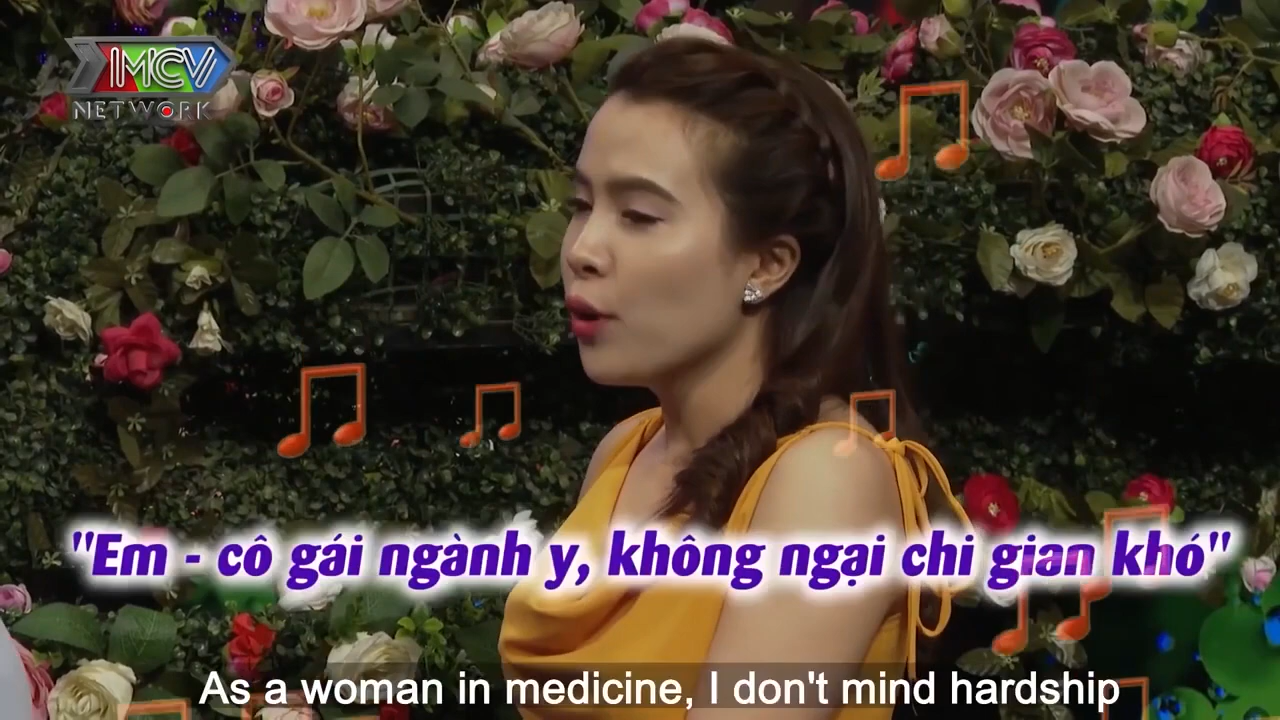 MCV
NETWORK
"Em - cô gái ngành y, không ngại chi gian khó"
As a woman in medicine, I don't mind hardship